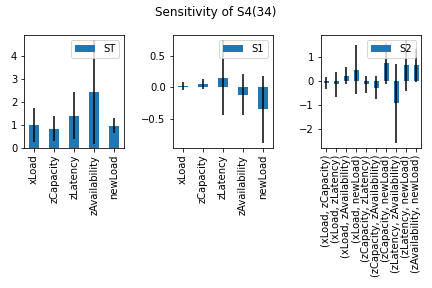 Sensitivity of S4(34)
ST
4
3
2
1
0
xLoad
zCapacity
zLatency
zAvailability
newLoad
S1
0.5
0.0
−0.5
xLoad
zCapacity
zLatency
zAvailability
newLoad
S2
1
0
−1
−2
(xLoad, zCapacity)
(xLoad, zLatency)
(xLoad, zAvailability)
(xLoad, newLoad)
(zCapacity, zLatency)
(zCapacity, zAvailability)
(zCapacity, newLoad)
(zLatency, zAvailability)
(zLatency, newLoad)
(zAvailability, newLoad)